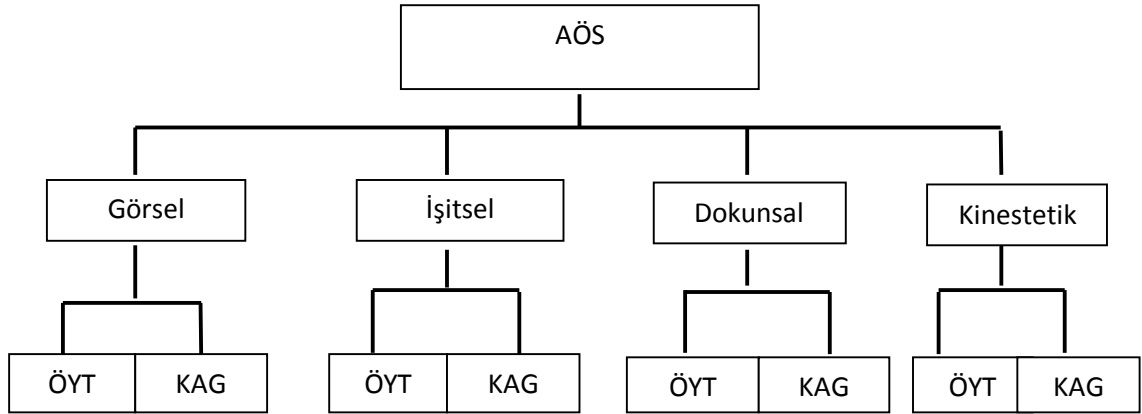 AÖS
Görsel İşitsel Dokunsal Kinestetik
ÖYT KAG ÖYT KAG ÖYT KAG ÖYT KAG